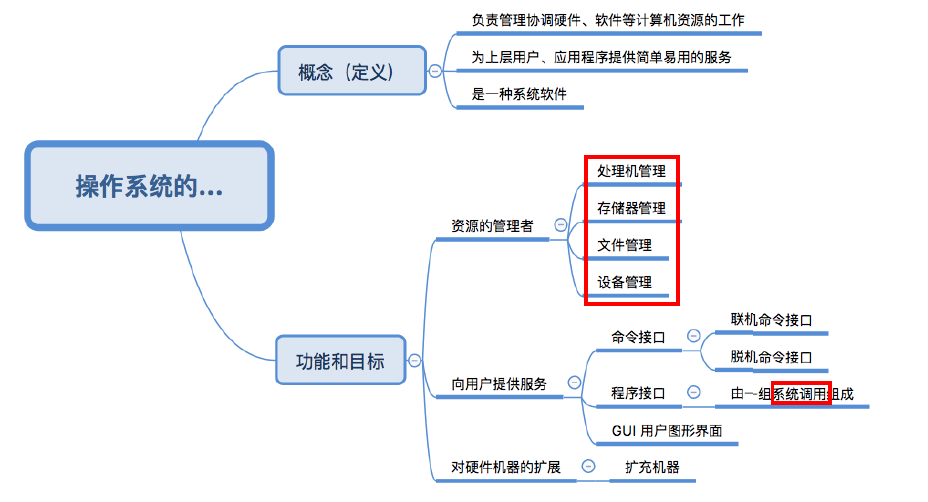 负责管理协调硬件、软件等计算机资源的工作
概念（定义）
为上层用户、应用程序提供简单易用的服务
是一种系统软件
操作系统的...
处理机管理
存储器管理
资源的管理者
文件管理
设备管理
功能和目标
联机命令接口
命令接口
脱机命令接口
向用户提供服务
程序接口
由一组系统调用组成
GUI 用户图形界面
对硬件机器的扩展
扩充机器